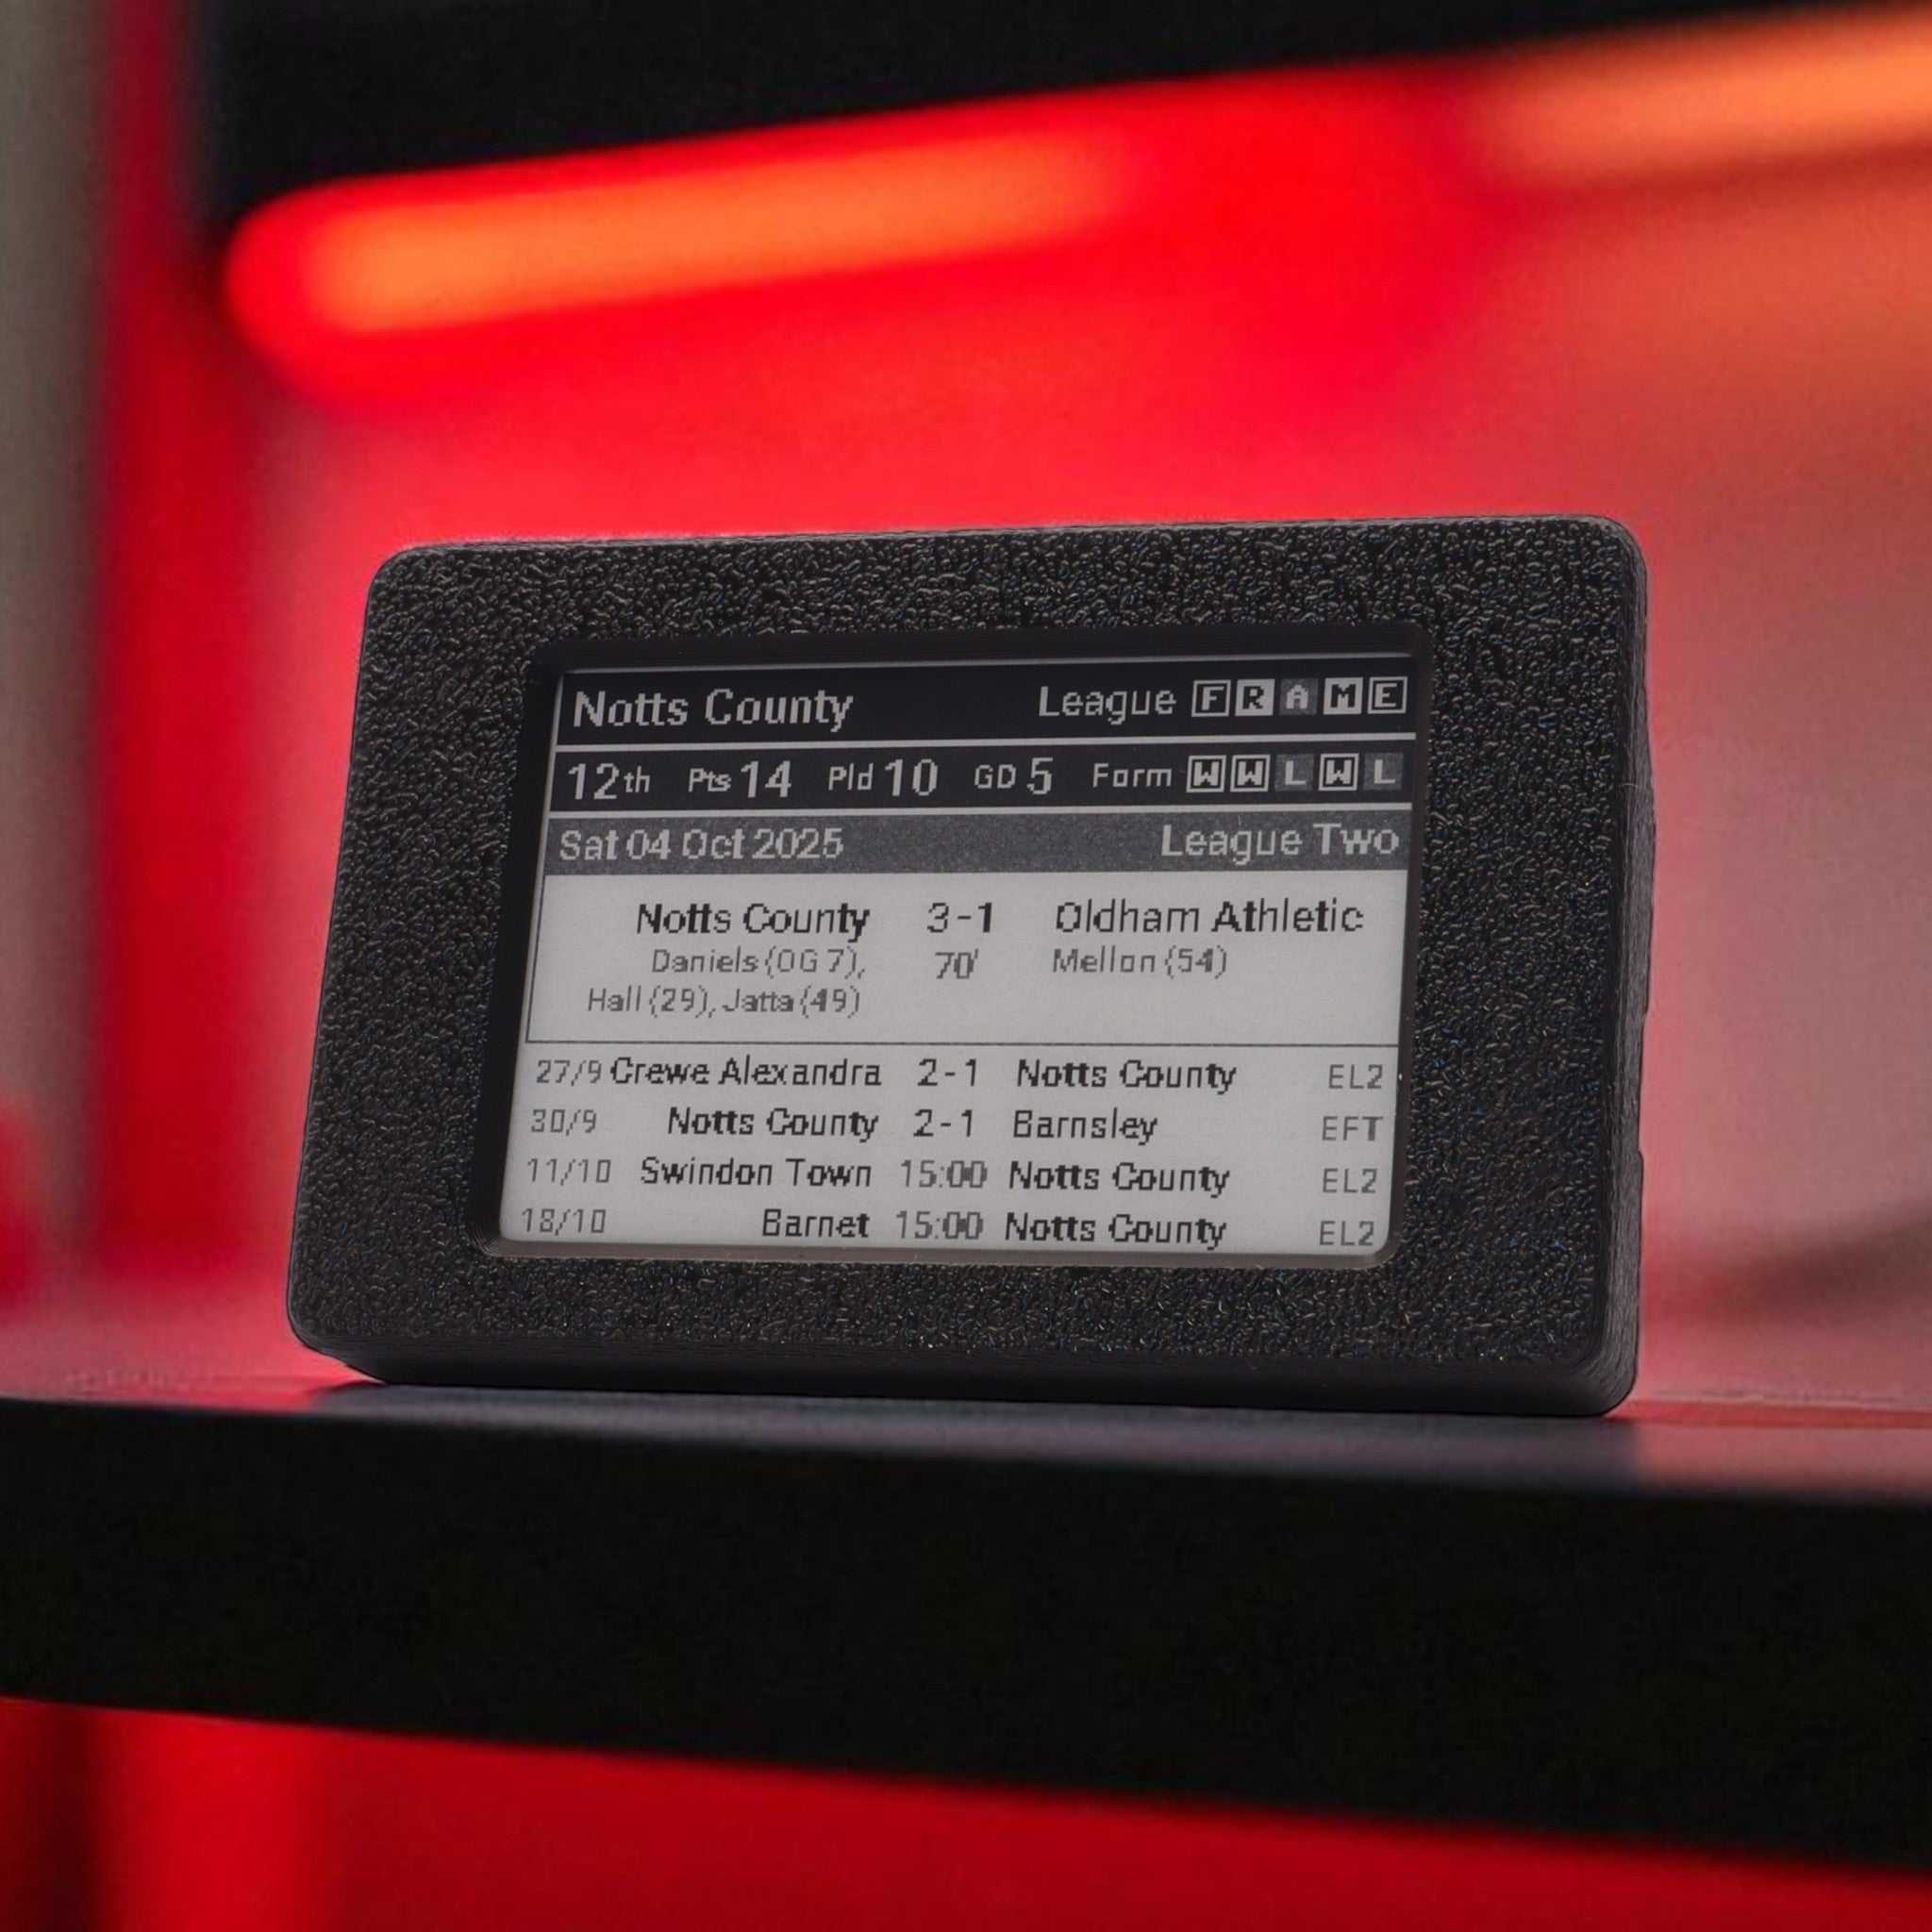 Notts County League FRAME
12th Pts 14 Pld 10 GD 5 Form W W L W L
Sat 04 Oct 2025 League Two
Notts County 3-1 Oldham Athletic
Daniels (OG 7), 70' Mellon (54)
Hall (29), Jatta (49)
27/9 Crewe Alexandra 2-1 Notts County EL2
30/9 Notts County 2-1 Barnsley EFT
11/10 Swindon Town 15:00 Notts County EL2
18/10 Barnet 15:00 Notts County EL2